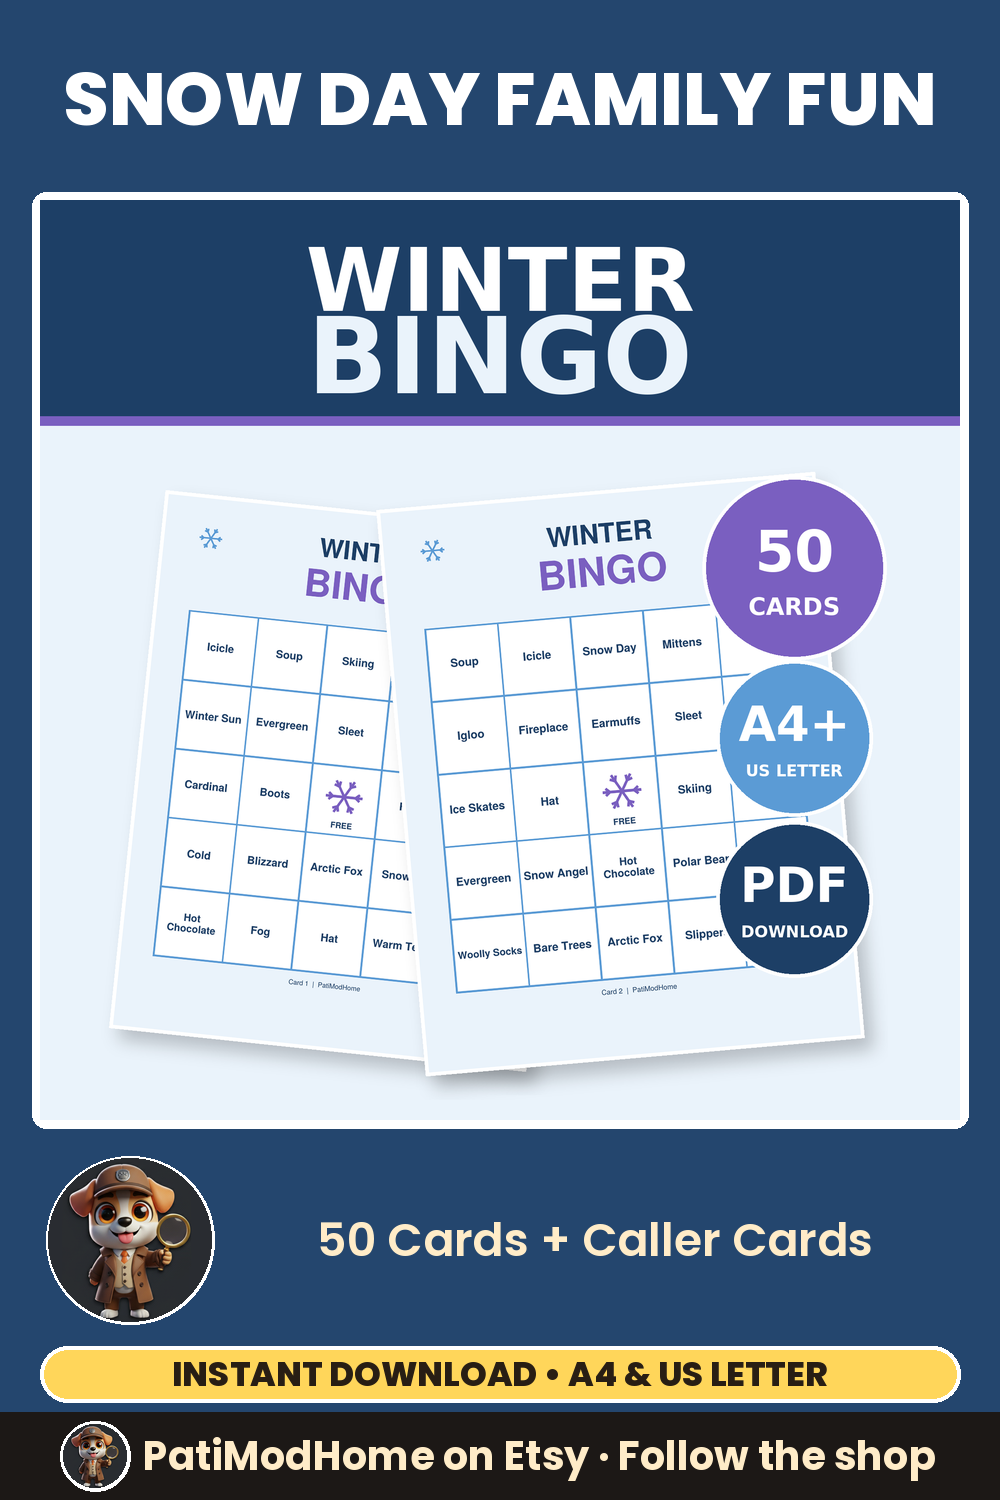 SNOW DAY FAMILY FUN
WINTER
BINGO
WINTER
BINGO
Soup Icicle Snow Day Mittens
Igloo Fireplace Earmuffs Sleet
Ice Skates Hat FREE Skiing
Evergreen Snow Angel Hot Chocolate Polar Bear
Woolly Socks Bare Trees Arctic Fox Slipper
Card 2 | PatiModHome
Icicle Soup Skiing
Winter Sun Evergreen Sleet
Cardinal Boots FREE
Cold Blizzard Arctic Fox Snow
Hot Chocolate Fog Hat Warm
Card 1 | PatiModHome
50
CARDS
A4+
US LETTER
PDF
DOWNLOAD
50 Cards + Caller Cards
INSTANT DOWNLOAD • A4 & US LETTER
PatiModHome on Etsy · Follow the shop